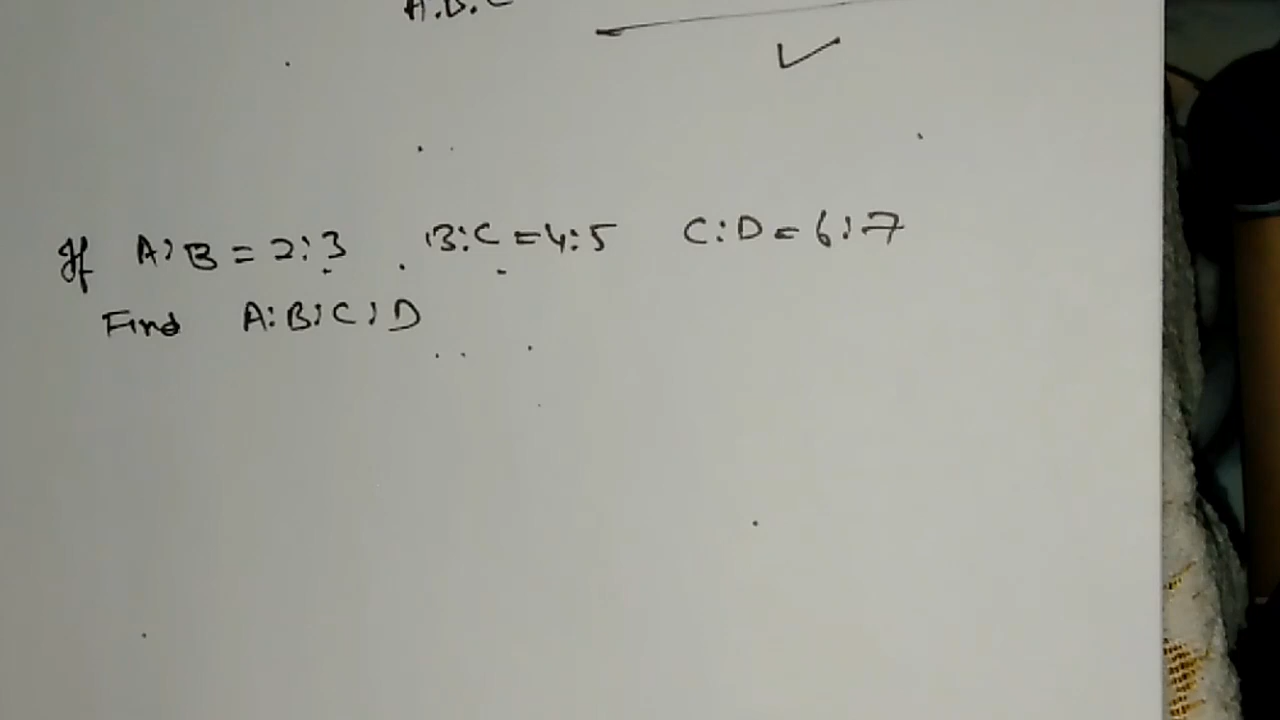 A.B.C
If A:B = 2:3 B:C = 4:5 C:D = 6:7
Find A:B:C:D